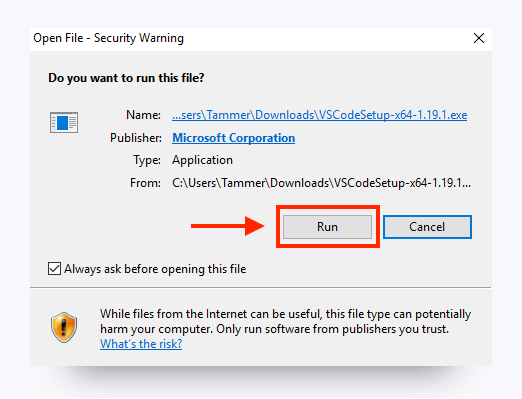 Open File - Security Warning
Do you want to run this file?
Name: ...sers\Tammer\Downloads\VSCodeSetup-x64-1.19.1.exe
Publisher: Microsoft Corporation
Type: Application
From: C:\Users\Tammer\Downloads\VSCodeSetup-x64-1.19.1...
Run Cancel
Always ask before opening this file
While files from the Internet can be useful, this file type can potentially
harm your computer. Only run software from publishers you trust.
What's the risk?